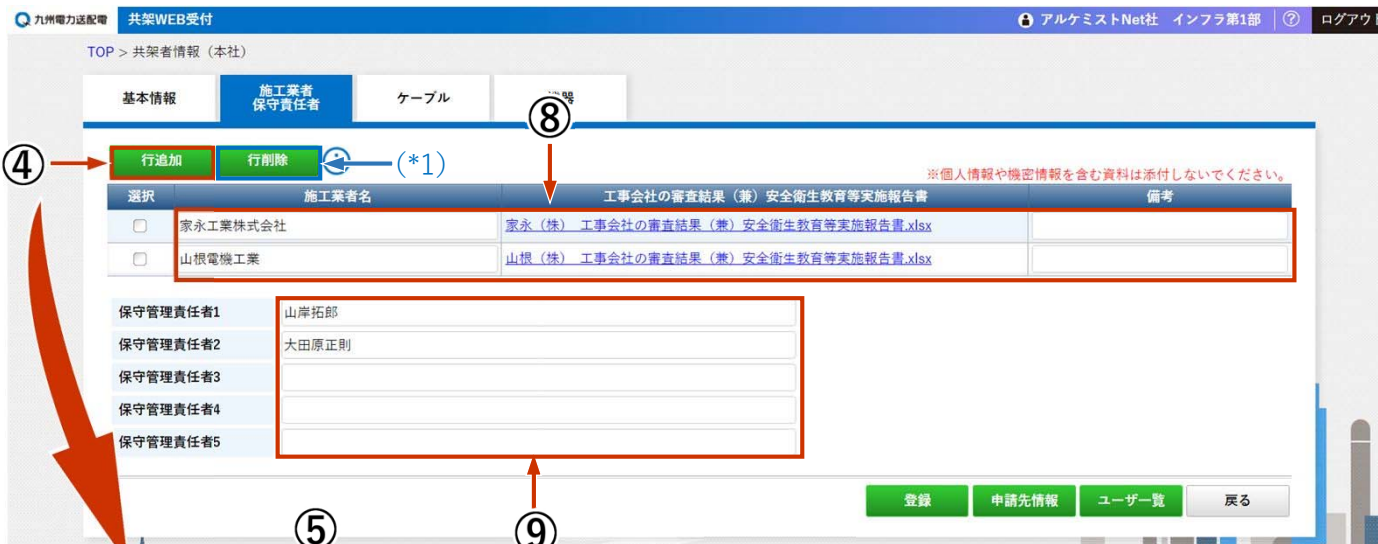 九州電力送配電 共架WEB受付 アルケミストNet社 インフラ第1部 ? ログアウト
TOP > 共架者情報（本社）
基本情報 施工業者 ケーブル 器
保守責任者
⑧
④ 行追加 行削除 (*1)
※個人情報や機密情報を含む資料は添付しないでください。
選択 施工業者名 工事会社の審査結果（兼）安全衛生教育等実施報告書 備考
家永工業株式会社 家永（株）_工事会社の審査結果（兼）安全衛生教育等実施報告書.xlsx
山根電機工業 山根（株）_工事会社の審査結果（兼）安全衛生教育等実施報告書.xlsx
保守管理責任者1 山岸拓郎
保守管理責任者2 大田原正則
保守管理責任者3
保守管理責任者4
保守管理責任者5
登録 申請先情報 ユーザ一覧 戻る
⑤ ⑨